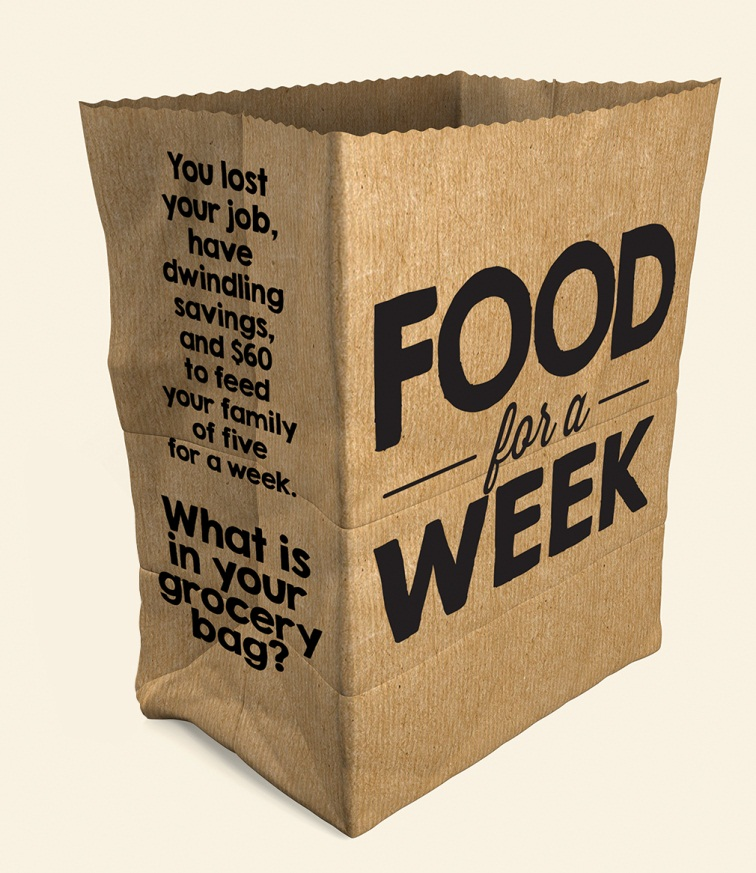 You lost
your job,
have
dwindling
savings,
and $60
to feed
your family
of five
for a week.
What is
in your
grocery
bag?
FOOD
for a
WEEK